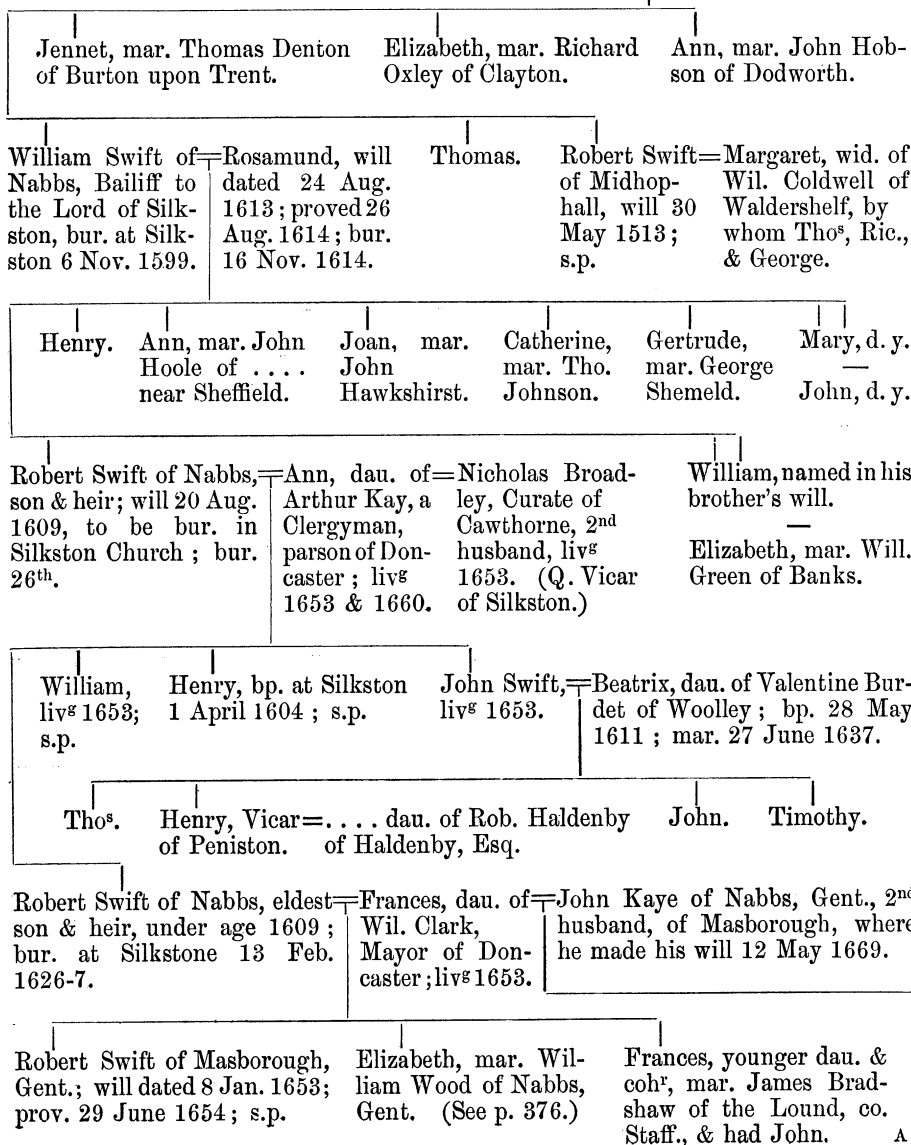 Jennet, mar. Thomas Denton
of Burton upon Trent.
Elizabeth, mar. Richard
Oxley of Clayton.
Ann, mar. John Hob-
son of Dodworth.
William Swift of
Nabbs, Bailiff to
the Lord of Silk-
ston, bur. at Silk-
ston 6 Nov. 1599.
=Rosamund, will
dated 24 Aug.
1613; proved 26
Aug. 1614; bur.
16 Nov. 1614.
Thomas.
Robert Swift
of Midhop-
hall, will 30
May 1513;
s.p.
=Margaret, wid. of
Wil. Coldwell of
Waldershelf, by
whom Thoˢ, Ric.,
& George.
Henry.
Ann, mar. John
Hoole of ....
near Sheffield.
Joan, mar.
John
Hawkshirst.
Catherine,
mar. Tho.
Johnson.
Gertrude,
mar. George
Shemeld.
Mary, d. y.
—
John, d. y.
Robert Swift of Nabbs,
son & heir; will 20 Aug.
1609, to be bur. in
Silkston Church; bur.
26ᵗʰ.
=Ann, dau. of
Arthur Kay, a
Clergyman,
parson of Don-
caster; livᵍ
1653 & 1660.
=Nicholas Broad-
ley, Curate of
Cawthorne, 2ⁿᵈ
husband, livᵍ
1653. (Q. Vicar
of Silkston.)
William, named in his
brother's will.
—
Elizabeth, mar. Will.
Green of Banks.
William,
livᵍ 1653;
s.p.
Henry, bp. at Silkston
1 April 1604; s.p.
John Swift,
livᵍ 1653.
=Beatrix, dau. of Valentine Bur-
det of Woolley; bp. 28 May
1611; mar. 27 June 1637.
Thoˢ.
Henry, Vicar
of Peniston.
=.... dau. of Rob. Haldenby
of Haldenby, Esq.
John.
Timothy.
Robert Swift of Nabbs, eldest
son & heir, under age 1609;
bur. at Silkstone 13 Feb.
1626-7.
=Frances, dau. of
Wil. Clark,
Mayor of Don-
caster; livᵍ 1653.
=John Kaye of Nabbs, Gent., 2ⁿᵈ
husband, of Masborough, where
he made his will 12 May 1669.
Robert Swift of Masborough,
Gent.; will dated 8 Jan. 1653;
prov. 29 June 1654; s.p.
Elizabeth, mar. Wil-
liam Wood of Nabbs,
Gent. (See p. 376.)
Frances, younger dau. &
cohʳ, mar. James Brad-
shaw of the Lound, co.
Staff., & had John.
A